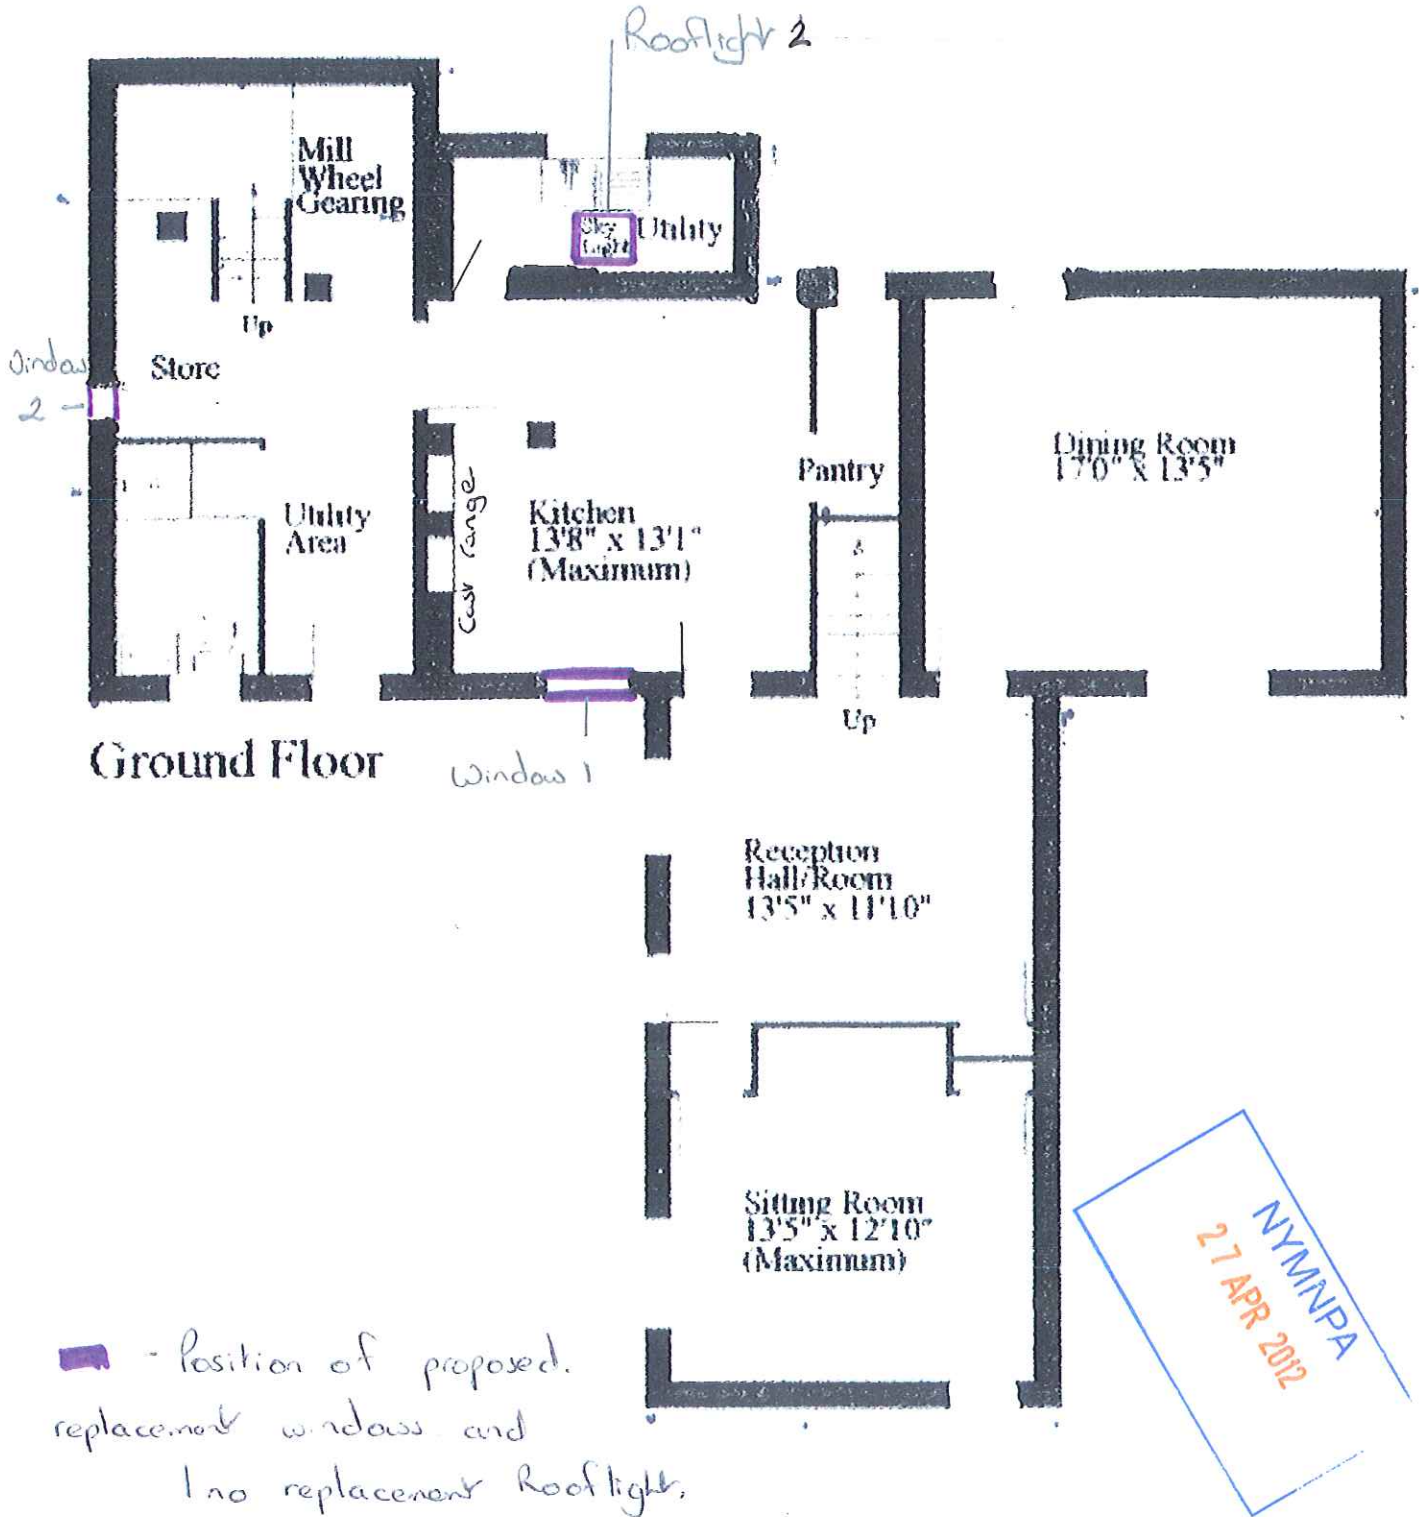 Rooflight 2
Mill
Wheel
Gearing
Sky
Light
Utility
Up
Window
2
Store
Utility
Area
Cast range
Kitchen
13'8" x 13'1"
(Maximum)
Pantry
Dining Room
17'0" x 13'5"
Up
Ground Floor
Window 1
Reception
Hall/Room
13'5" x 11'10"
Sitting Room
13'5" x 12'10"
(Maximum)
NYMNPA
27 APR 2012
- Position of proposed.
replacement windows and
1 no replacement Rooflight.